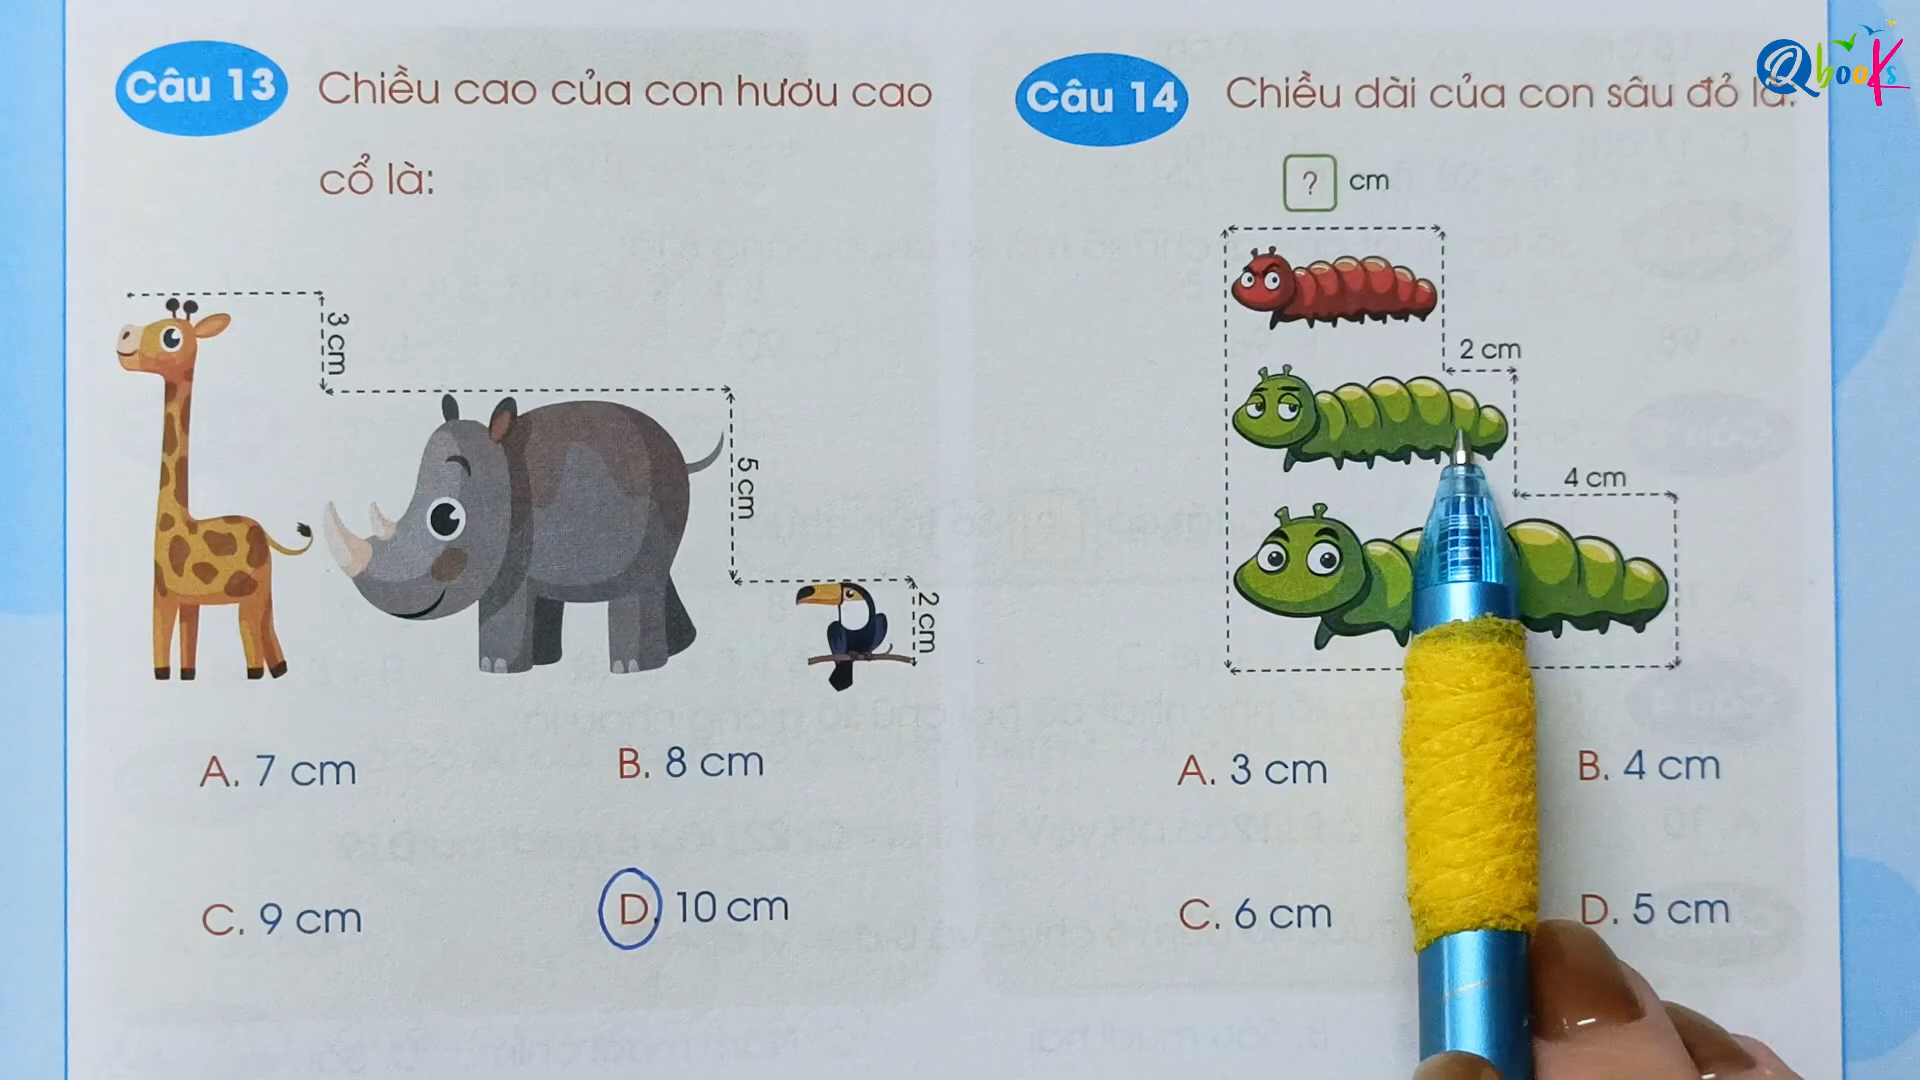 Qbooks
Câu 13 Chiều cao của con hươu cao
cổ là:
3 cm
5 cm
2 cm
A. 7 cm B. 8 cm
C. 9 cm D. 10 cm
Câu 14 Chiều dài của con sâu đỏ là:
? cm
2 cm
4 cm
A. 3 cm B. 4 cm
C. 6 cm D. 5 cm